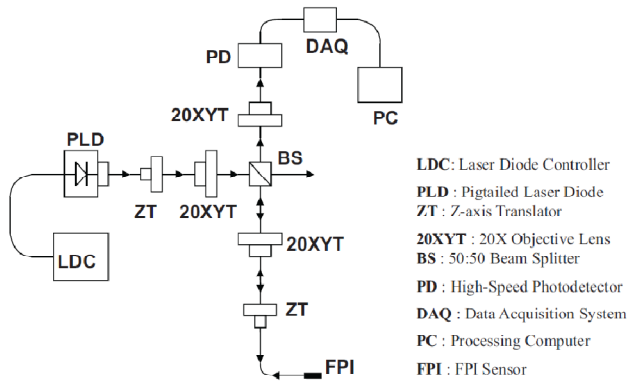 DAQ
PD
PC
20XYT
PLD
BS
ZT
20XYT
LDC
20XYT
ZT
FPI
LDC: Laser Diode Controller
PLD : Pigtailed Laser Diode
ZT : Z-axis Translator
20XYT : 20X Objective Lens
BS : 50:50 Beam Splitter
PD : High-Speed Photodetector
DAQ : Data Acquisition System
PC : Processing Computer
FPI : FPI Sensor